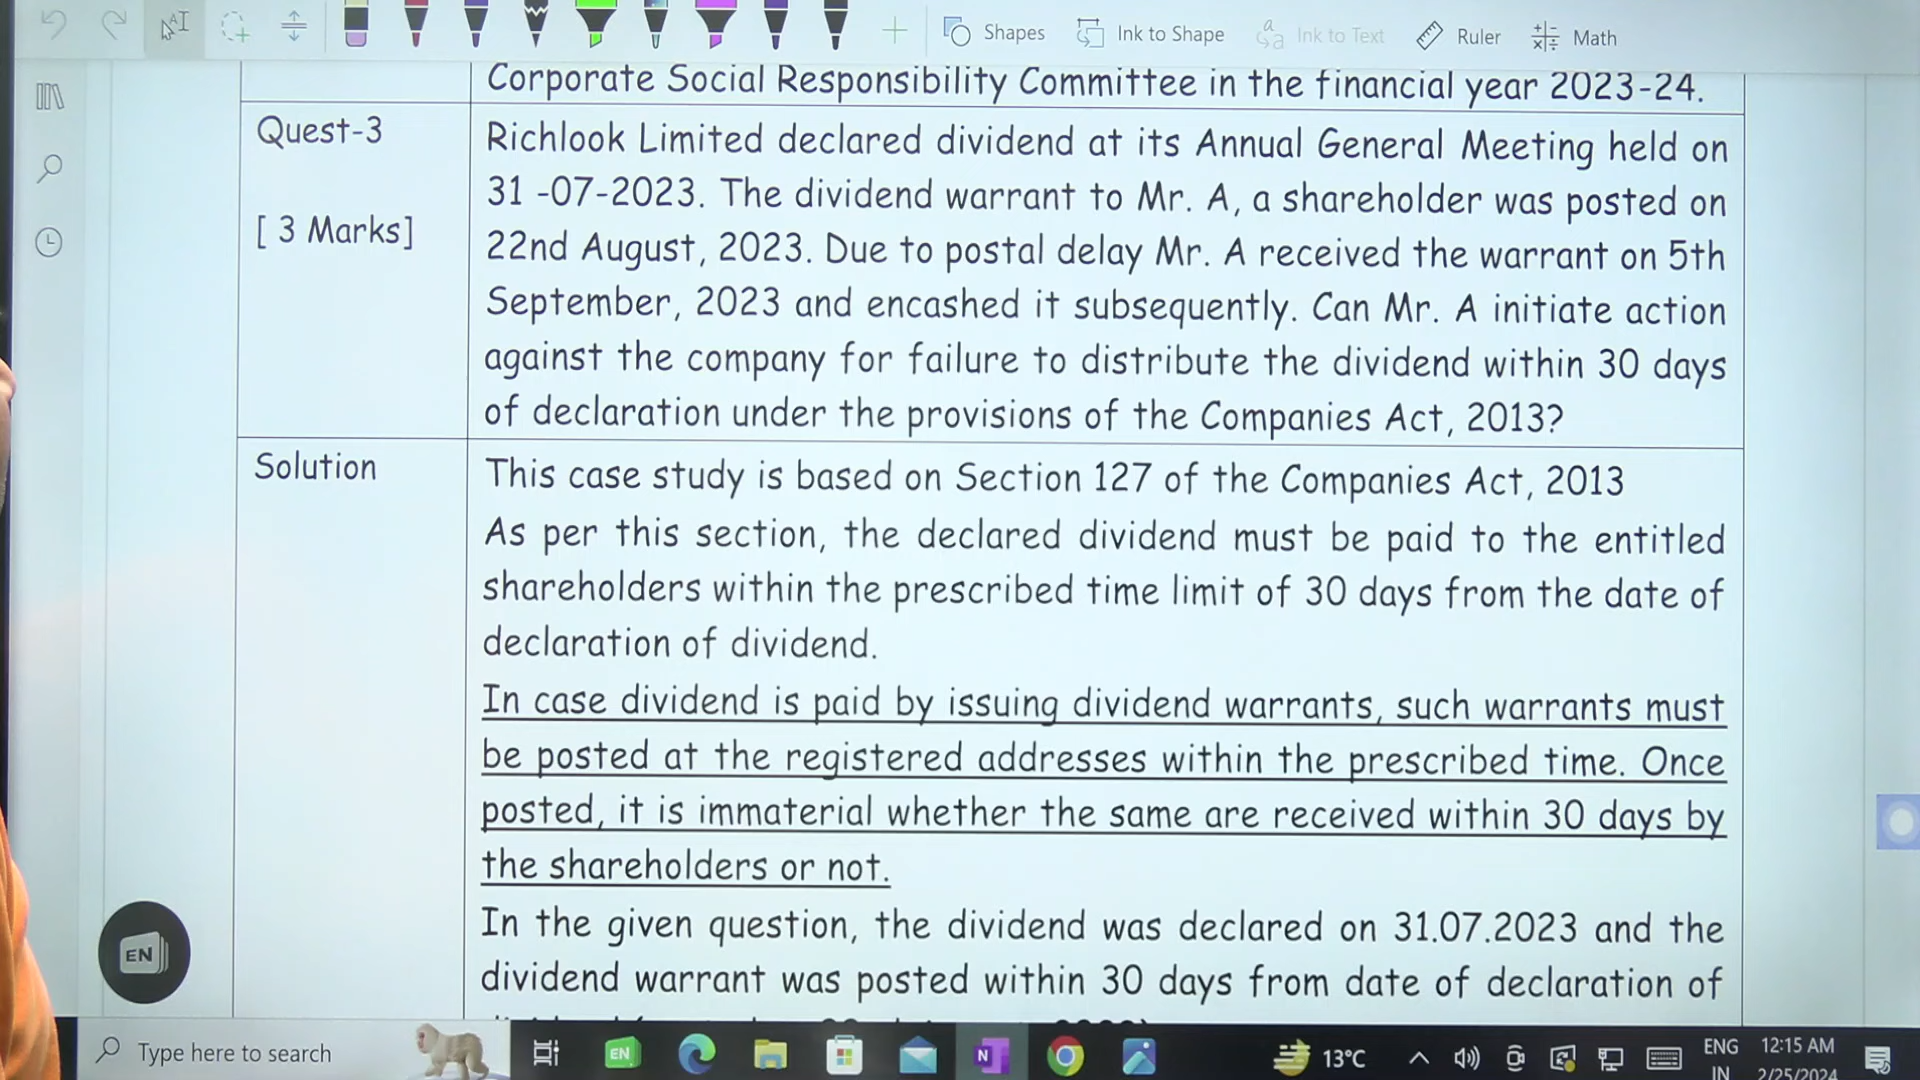 Shapes Ink to Shape Ink to Text Ruler Math
Corporate Social Responsibility Committee in the financial year 2023-24.
Quest-3
[ 3 Marks]
Richlook Limited declared dividend at its Annual General Meeting held on
31 -07-2023. The dividend warrant to Mr. A, a shareholder was posted on
22nd August, 2023. Due to postal delay Mr. A received the warrant on 5th
September, 2023 and encashed it subsequently. Can Mr. A initiate action
against the company for failure to distribute the dividend within 30 days
of declaration under the provisions of the Companies Act, 2013?
Solution
This case study is based on Section 127 of the Companies Act, 2013
As per this section, the declared dividend must be paid to the entitled
shareholders within the prescribed time limit of 30 days from the date of
declaration of dividend.
In case dividend is paid by issuing dividend warrants, such warrants must
be posted at the registered addresses within the prescribed time. Once
posted, it is immaterial whether the same are received within 30 days by
the shareholders or not.
In the given question, the dividend was declared on 31.07.2023 and the
dividend warrant was posted within 30 days from date of declaration of
EN
Type here to search
EN
N
13°C
ENG
IN
12:15 AM
2/25/2024